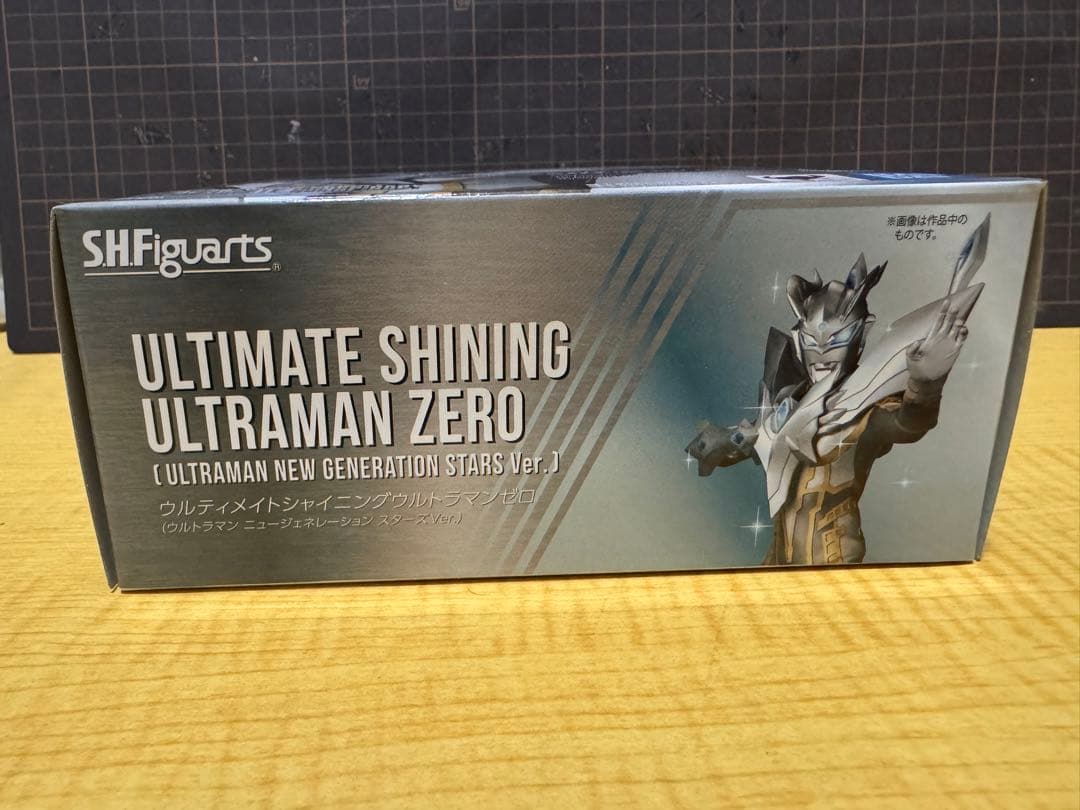 S.H.Figuarts®
※画像は作品中の
ものです。
ULTIMATE SHINING
ULTRAMAN ZERO
(ULTRAMAN NEW GENERATION STARS Ver.)
ウルティメイトシャイニングウルトラマンゼロ
(ウルトラマン ニュージェネレーション スターズVer.)